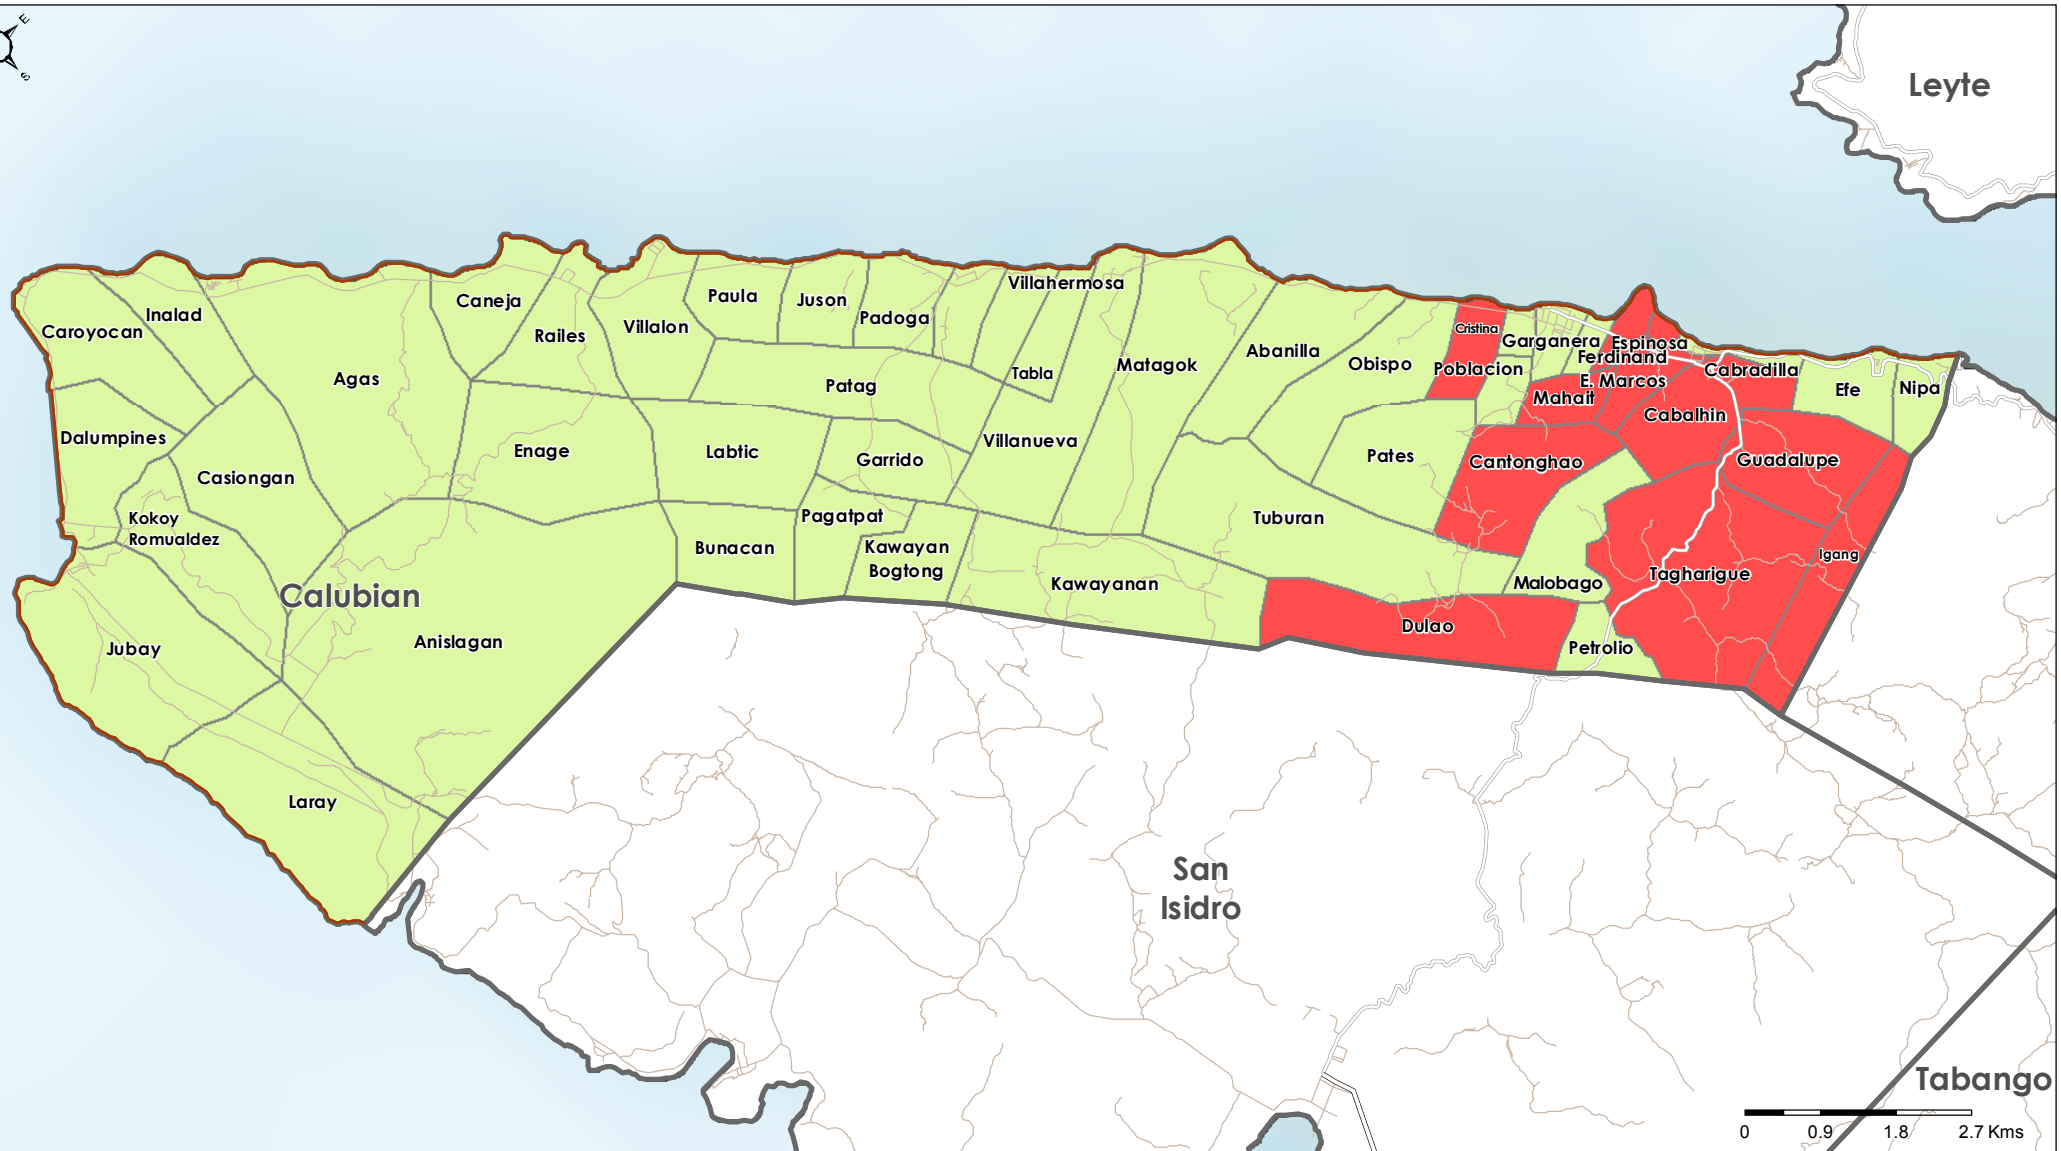 E
S
Leyte
Villahermosa
Caneja
Paula
Juson
Inalad
Padoga
Caroyocan
Villalon
Railes
Cristina
Garganera
Espinosa
Ferdinand
E. Marcos
Abanilla
Obispo
Matagok
Poblacion
Cabradilla
Tabla
Agas
Patag
Mahait
Efe
Nipa
Cabalhin
Dalumpines
Villanueva
Enage
Labtic
Garrido
Pates
Cantonghao
Guadalupe
Casiongan
Kokoy
Romualdez
Pagatpat
Tuburan
Bunacan
Kawayan
Bogtong
Igang
Tagharigue
Kawayanan
Malobago
Calubian
Dulao
Anislagan
Jubay
Petrolio
Laray
San
Isidro
Tabango
0 0.9 1.8 2.7 Kms